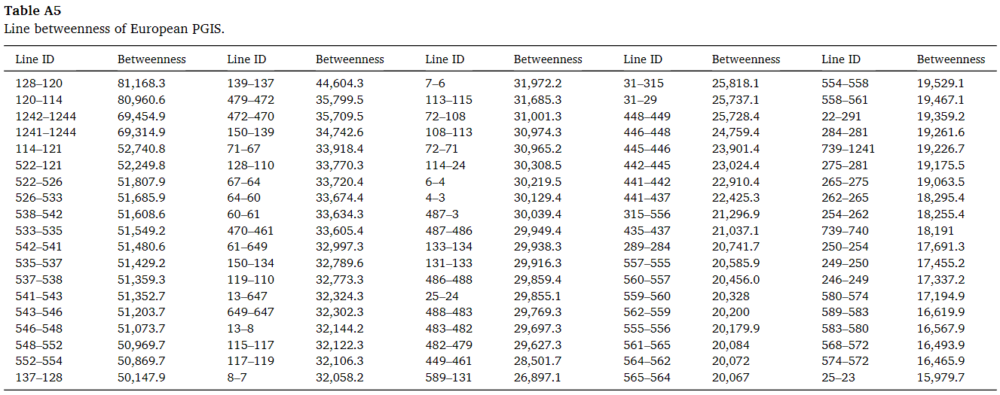 Table A5
Line betweenness of European PGIS.
Line ID Betweenness Line ID Betweenness Line ID Betweenness Line ID Betweenness Line ID Betweenness
128–120 81,168.3 139–137 44,604.3 7–6 31,972.2 31–315 25,818.1 554–558 19,529.1
120–114 80,960.6 479–472 35,799.5 113–115 31,685.3 31–29 25,737.1 558–561 19,467.1
1242–1244 69,454.9 472–470 35,709.5 72–108 31,001.3 448–449 25,728.4 22–291 19,359.2
1241–1244 69,314.9 150–139 34,742.6 108–113 30,974.3 446–448 24,759.4 284–281 19,261.6
114–121 52,740.8 71–67 33,918.4 72–71 30,965.2 445–446 23,901.4 739–1241 19,226.7
522–121 52,249.8 128–110 33,770.3 114–24 30,308.5 442–445 23,024.4 275–281 19,175.5
522–526 51,807.9 67–64 33,720.4 6–4 30,219.5 441–442 22,910.4 265–275 19,063.5
526–533 51,685.9 64–60 33,674.4 4–3 30,129.4 441–437 22,425.3 262–265 18,295.4
538–542 51,608.6 60–61 33,634.3 487–3 30,039.4 315–556 21,296.9 254–262 18,255.4
533–535 51,549.2 470–461 33,605.4 487–486 29,949.4 435–437 21,037.1 739–740 18,191
542–541 51,480.6 61–649 32,997.3 133–134 29,938.3 289–284 20,741.7 250–254 17,691.3
535–537 51,429.2 150–134 32,789.6 131–133 29,916.3 557–555 20,585.9 249–250 17,455.2
537–538 51,359.3 119–110 32,773.3 486–488 29,859.4 560–557 20,456.0 246–249 17,337.2
541–543 51,352.7 13–647 32,324.3 25–24 29,855.1 559–560 20,328 580–574 17,194.9
543–546 51,203.7 649–647 32,302.3 488–483 29,769.3 562–559 20,200 589–583 16,619.9
546–548 51,073.7 13–8 32,144.2 483–482 29,697.3 555–556 20,179.9 583–580 16,567.9
548–552 50,969.7 115–117 32,122.3 482–479 29,627.3 561–565 20,084 568–572 16,493.9
552–554 50,869.7 117–119 32,106.3 449–461 28,501.7 564–562 20,072 574–572 16,465.9
137–128 50,147.9 8–7 32,058.2 589–131 26,897.1 565–564 20,067 25–23 15,979.7